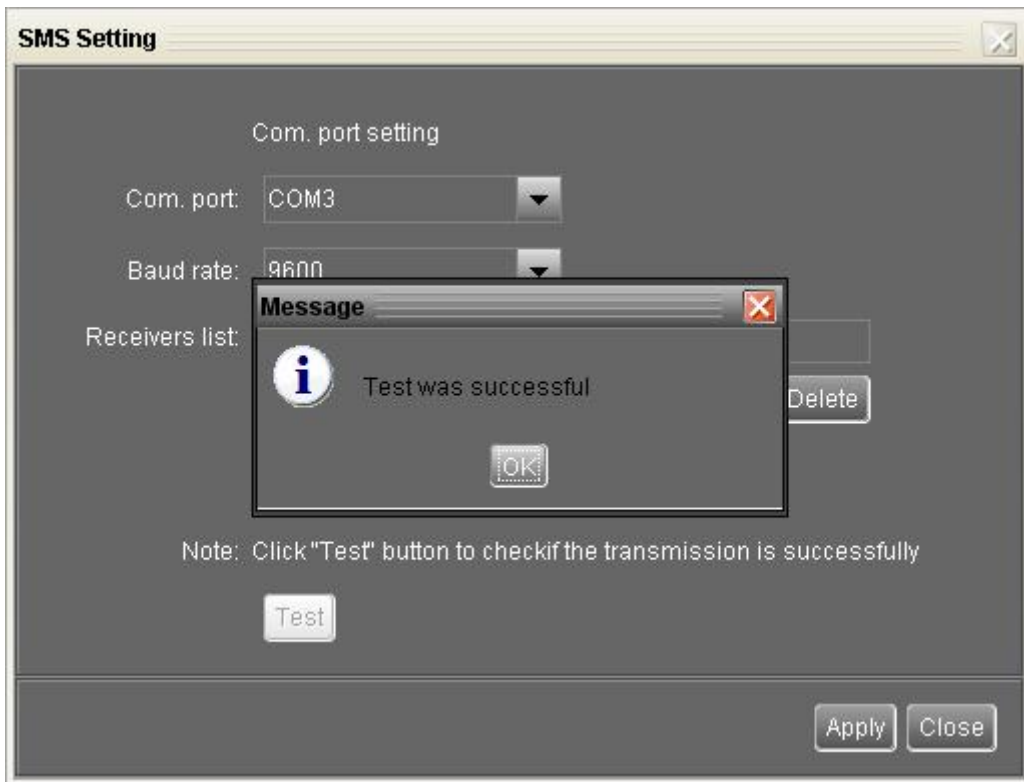 SMS Setting
Com. port setting
Com. port: COM3
Baud rate: 9600
Message
Receivers list:
Test was successful
Delete
OK
Note: Click "Test" button to checkif the transmission is successfully
Test
Apply Close